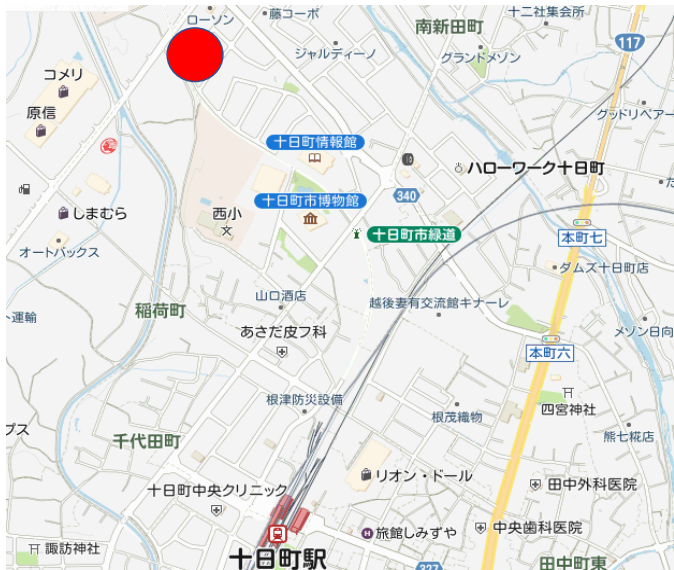 ローソン
藤コーポ
十二社集会所
南新田町
ジャルディーノ
グランドメゾン
117
コメリ
原信
グッドリペアー
十町情報館
ハローワーク十日町
340
十日町市博物館
しまむら
西小
十日町市緑道
本町七
オートバックス
ダムズ十日町店
山口酒店
越後妻有交流館キナーレ
稲荷町
ト運輸
あさだ皮フ科
メゾン日向
本町六
根津防災設備
根茂織物
四宮神社
プス
千代田町
熊七糀店
リオン・ドール
十日町中央クリニック
田中外科医院
旅館しみずや
中央歯科医院
諏訪神社
十日町駅
327
田中町東